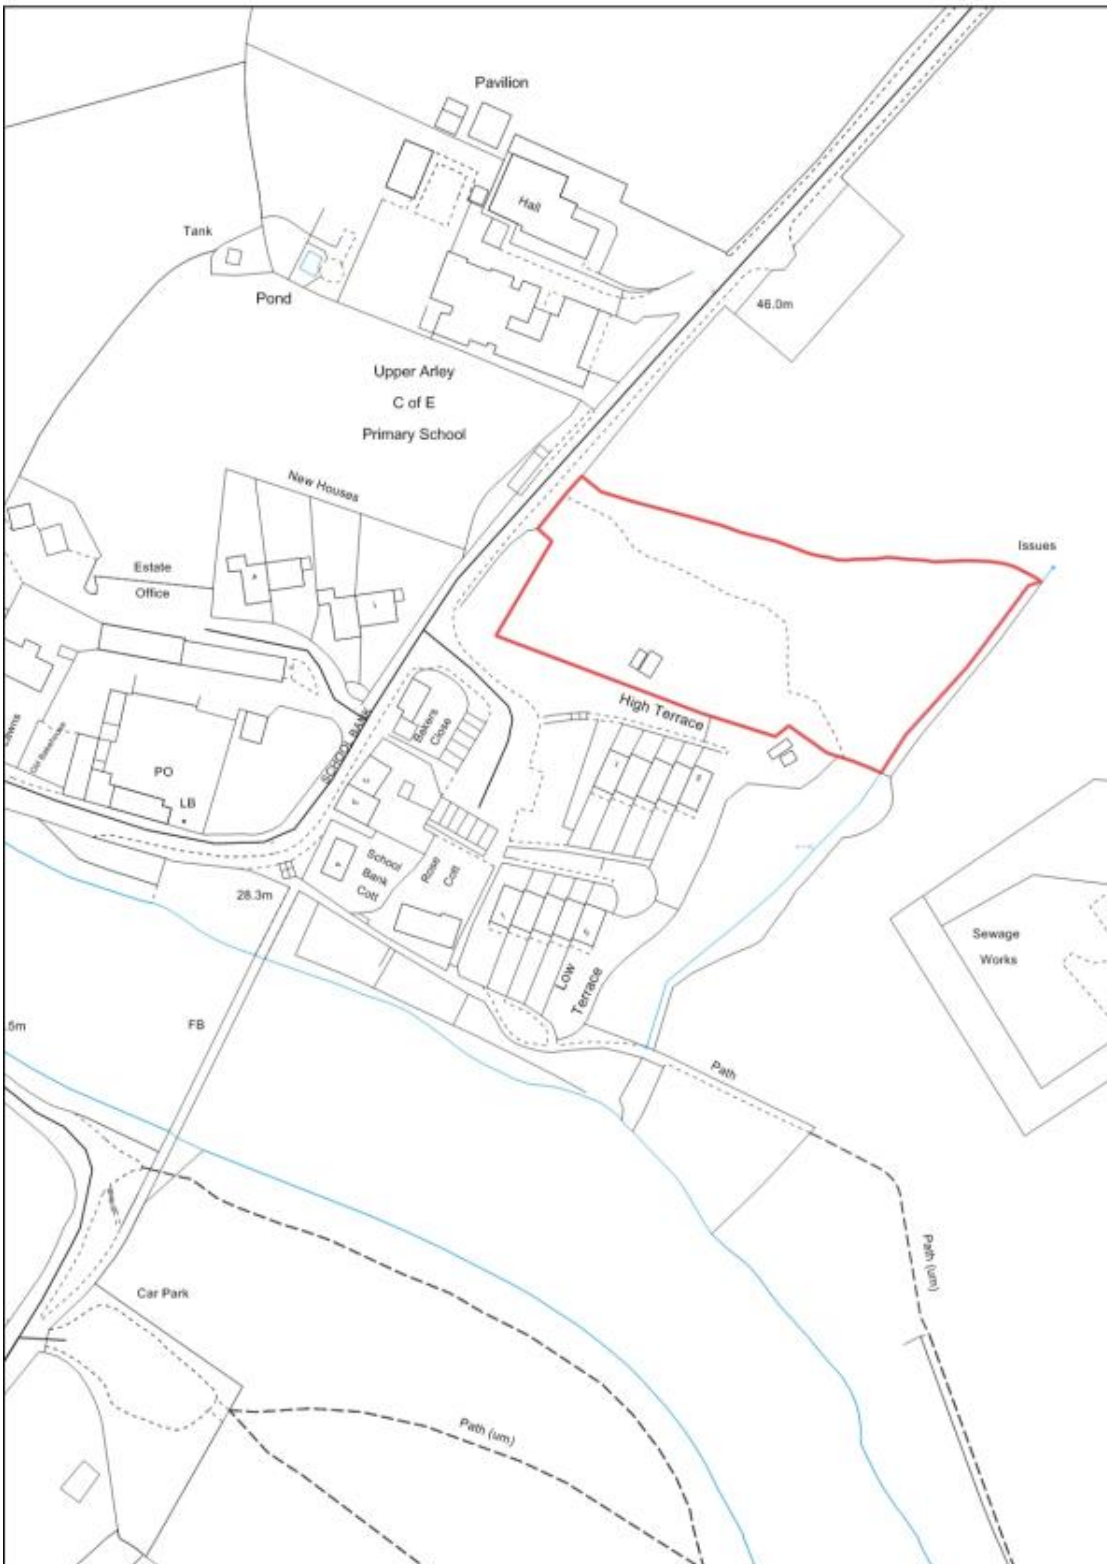 Pavilion
Hall
Tank
Pond
46.0m
Upper Arley
C of E
Primary School
New Houses
Issues
Estate
Office
High Terrace
Bakers
Close
SCHOOL BANK
PO
LB
School
Bank
Cott
Rose
Cott
28.3m
Sewage
Works
Low
Terrace
.5m
FB
Path
Path (um)
Car Park
Path (um)